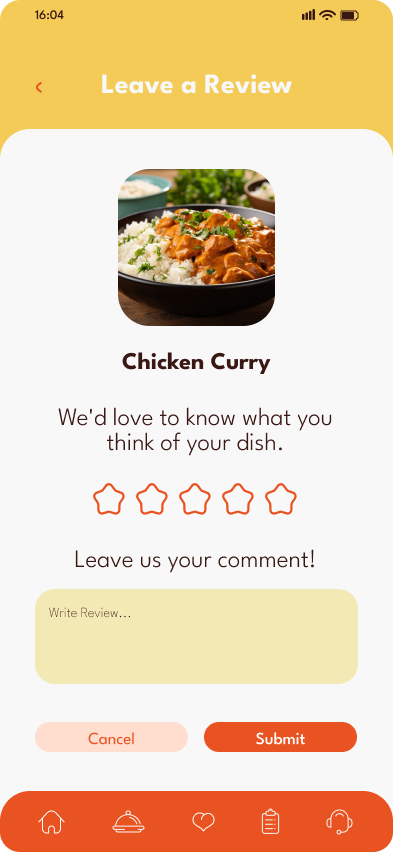 16:04
Leave a Review
Chicken Curry
We'd love to know what you
think of your dish.
Leave us your comment!
Write Review...
Cancel
Submit